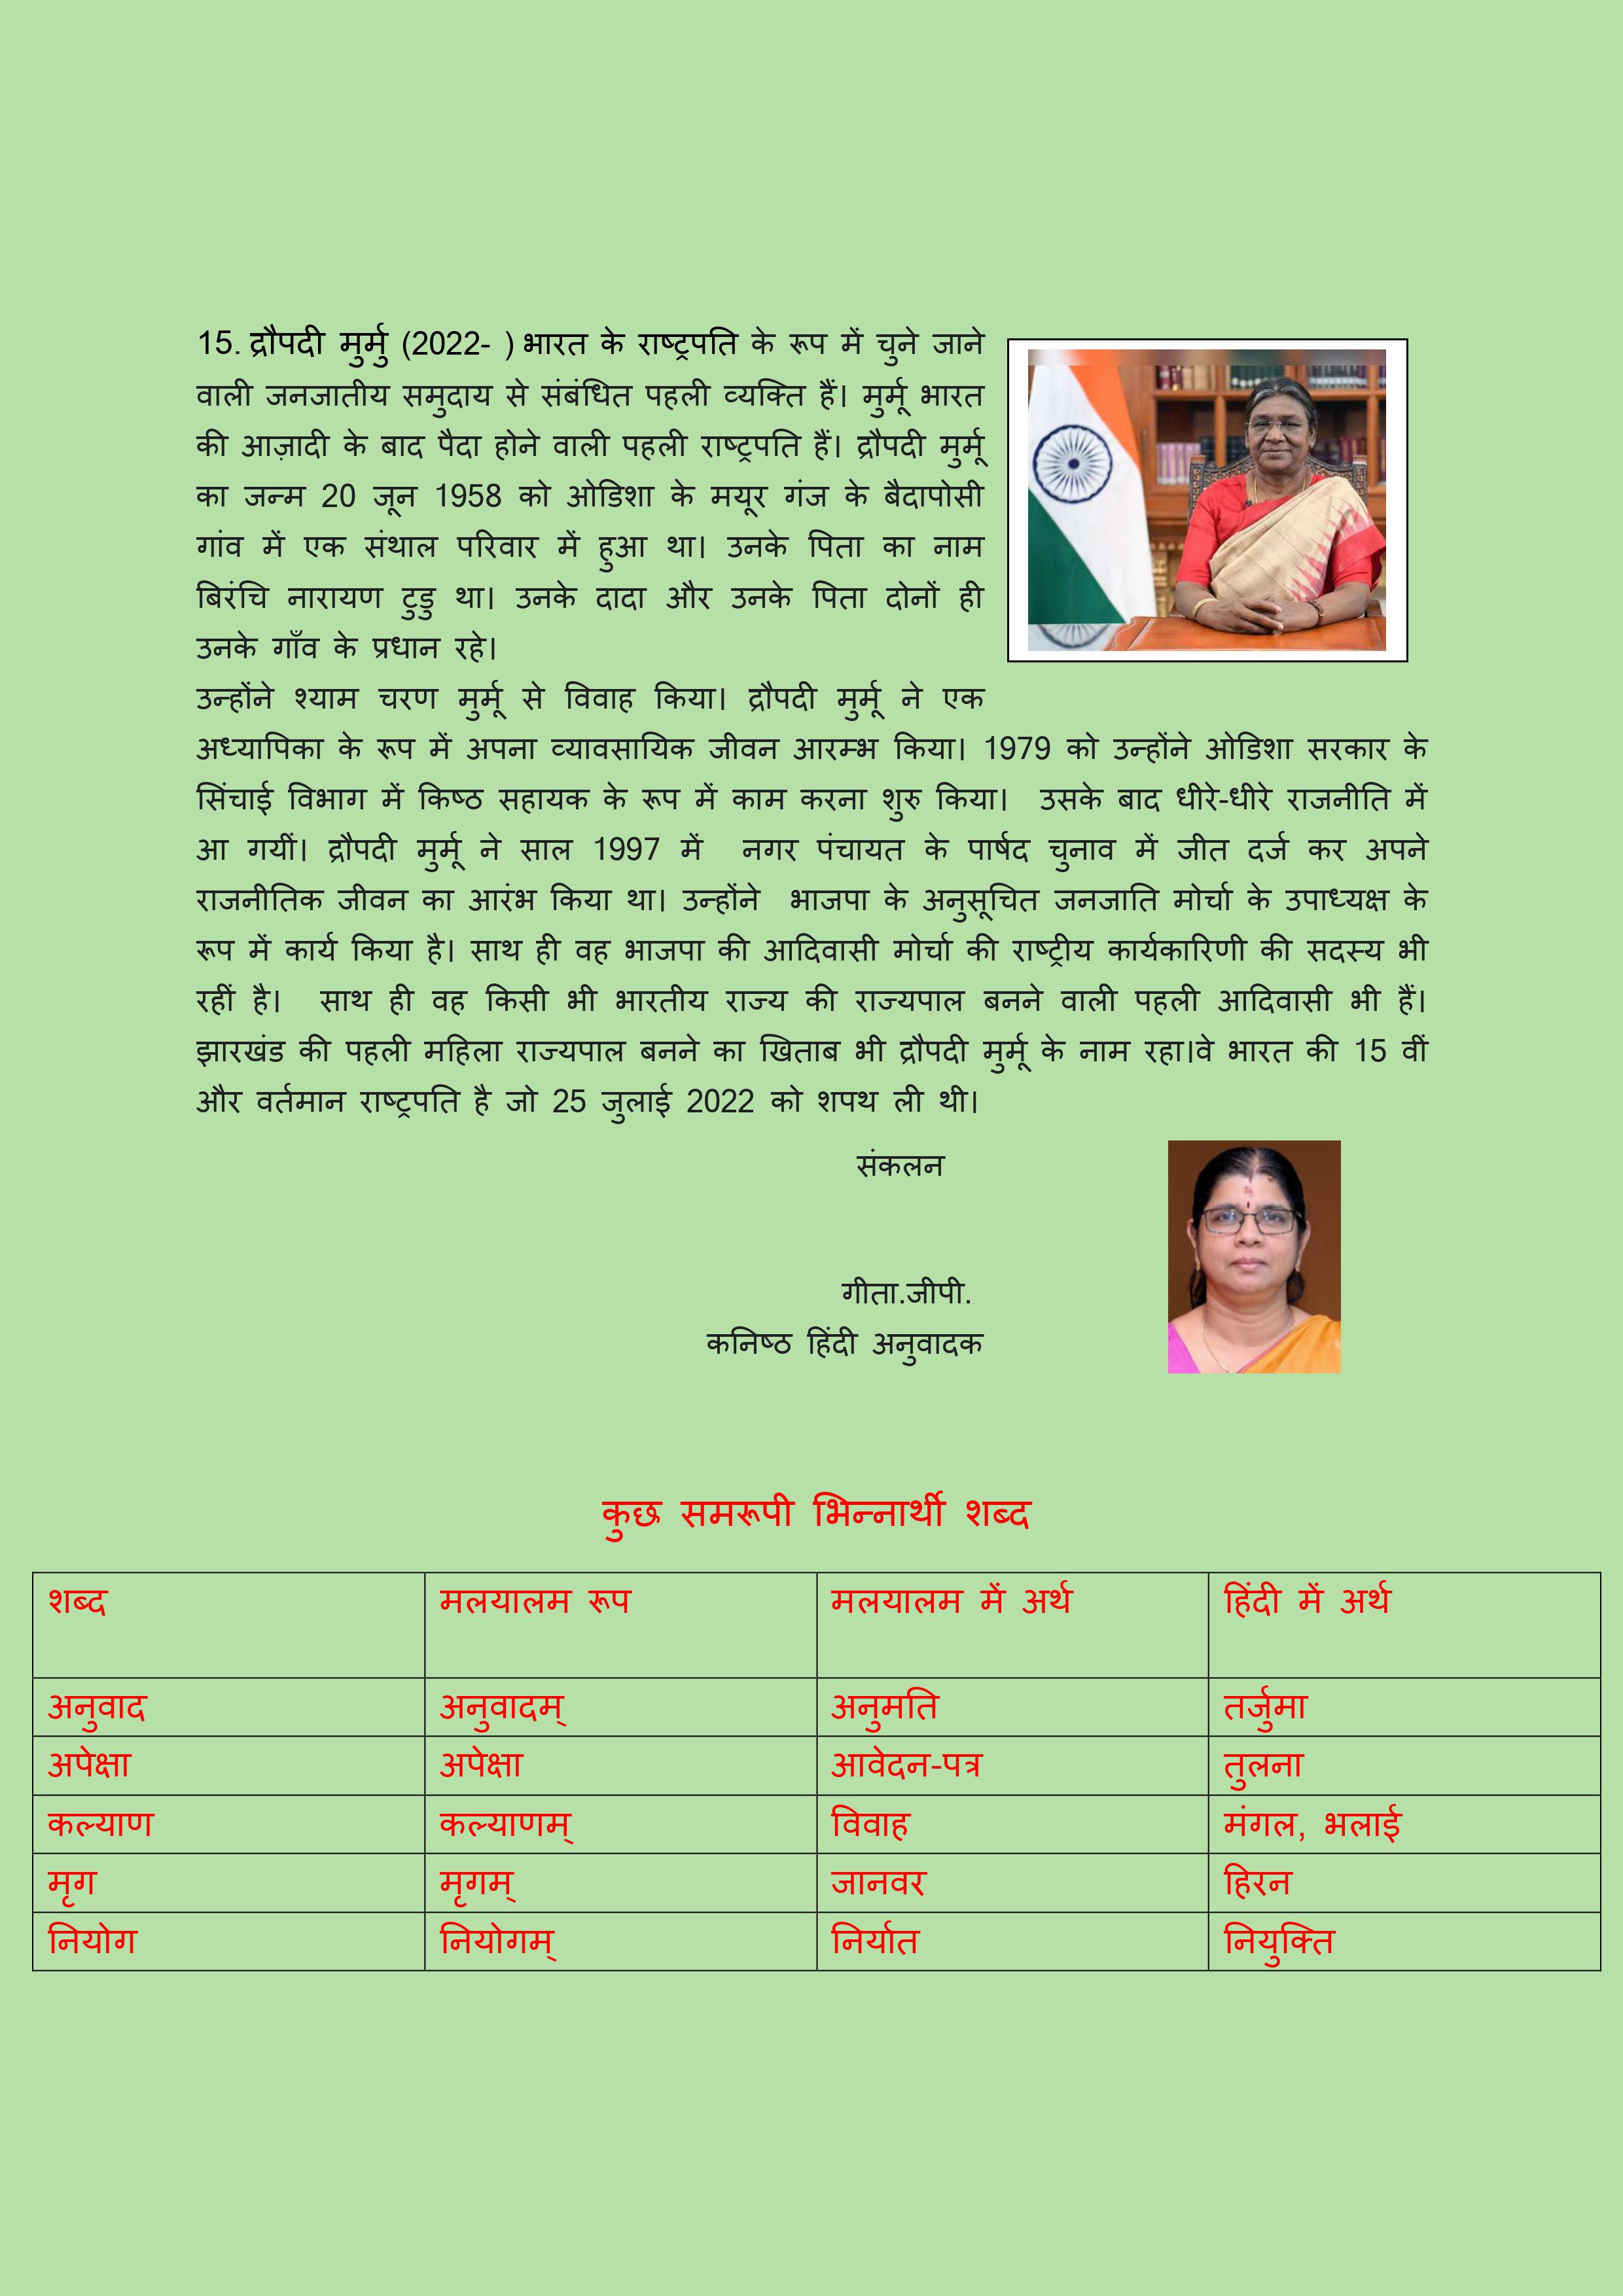 15. द्रौपदी मुर्मु (2022- ) भारत के राष्ट्रपति के रूप में चुने जाने
वाली जनजातीय समुदाय से संबंधित पहली व्यक्ति हैं। मुर्मू भारत
की आज़ादी के बाद पैदा होने वाली पहली राष्ट्रपति हैं। द्रौपदी मुर्मू
का जन्म 20 जून 1958 को ओडिशा के मयूर गंज के बैदापोसी
गांव में एक संथाल परिवार में हुआ था। उनके पिता का नाम
बिरंचि नारायण टुडु था। उनके दादा और उनके पिता दोनों ही
उनके गाँव के प्रधान रहे।
उन्होंने श्याम चरण मुर्मू से विवाह किया। द्रौपदी मुर्मू ने एक
अध्यापिका के रूप में अपना व्यावसायिक जीवन आरम्भ किया। 1979 को उन्होंने ओडिशा सरकार के
सिंचाई विभाग में किष्ठ सहायक के रूप में काम करना शुरु किया। उसके बाद धीरे-धीरे राजनीति में
आ गयीं। द्रौपदी मुर्मू ने साल 1997 में नगर पंचायत के पार्षद चुनाव में जीत दर्ज कर अपने
राजनीतिक जीवन का आरंभ किया था। उन्होंने भाजपा के अनुसूचित जनजाति मोर्चा के उपाध्यक्ष के
रूप में कार्य किया है। साथ ही वह भाजपा की आदिवासी मोर्चा की राष्ट्रीय कार्यकारिणी की सदस्य भी
रहीं है। साथ ही वह किसी भी भारतीय राज्य की राज्यपाल बनने वाली पहली आदिवासी भी हैं।
झारखंड की पहली महिला राज्यपाल बनने का खिताब भी द्रौपदी मुर्मू के नाम रहा।वे भारत की 15 वीं
और वर्तमान राष्ट्रपति है जो 25 जुलाई 2022 को शपथ ली थी।
संकलन
गीता.जीपी.
कनिष्ठ हिंदी अनुवादक
कुछ समरूपी भिन्नार्थी शब्द
शब्द मलयालम रूप मलयालम में अर्थ हिंदी में अर्थ
अनुवाद अनुवादम् अनुमति तर्जुमा
अपेक्षा अपेक्षा आवेदन-पत्र तुलना
कल्याण कल्याणम् विवाह मंगल, भलाई
मृग मृगम् जानवर हिरन
नियोग नियोगम् निर्यात नियुक्ति